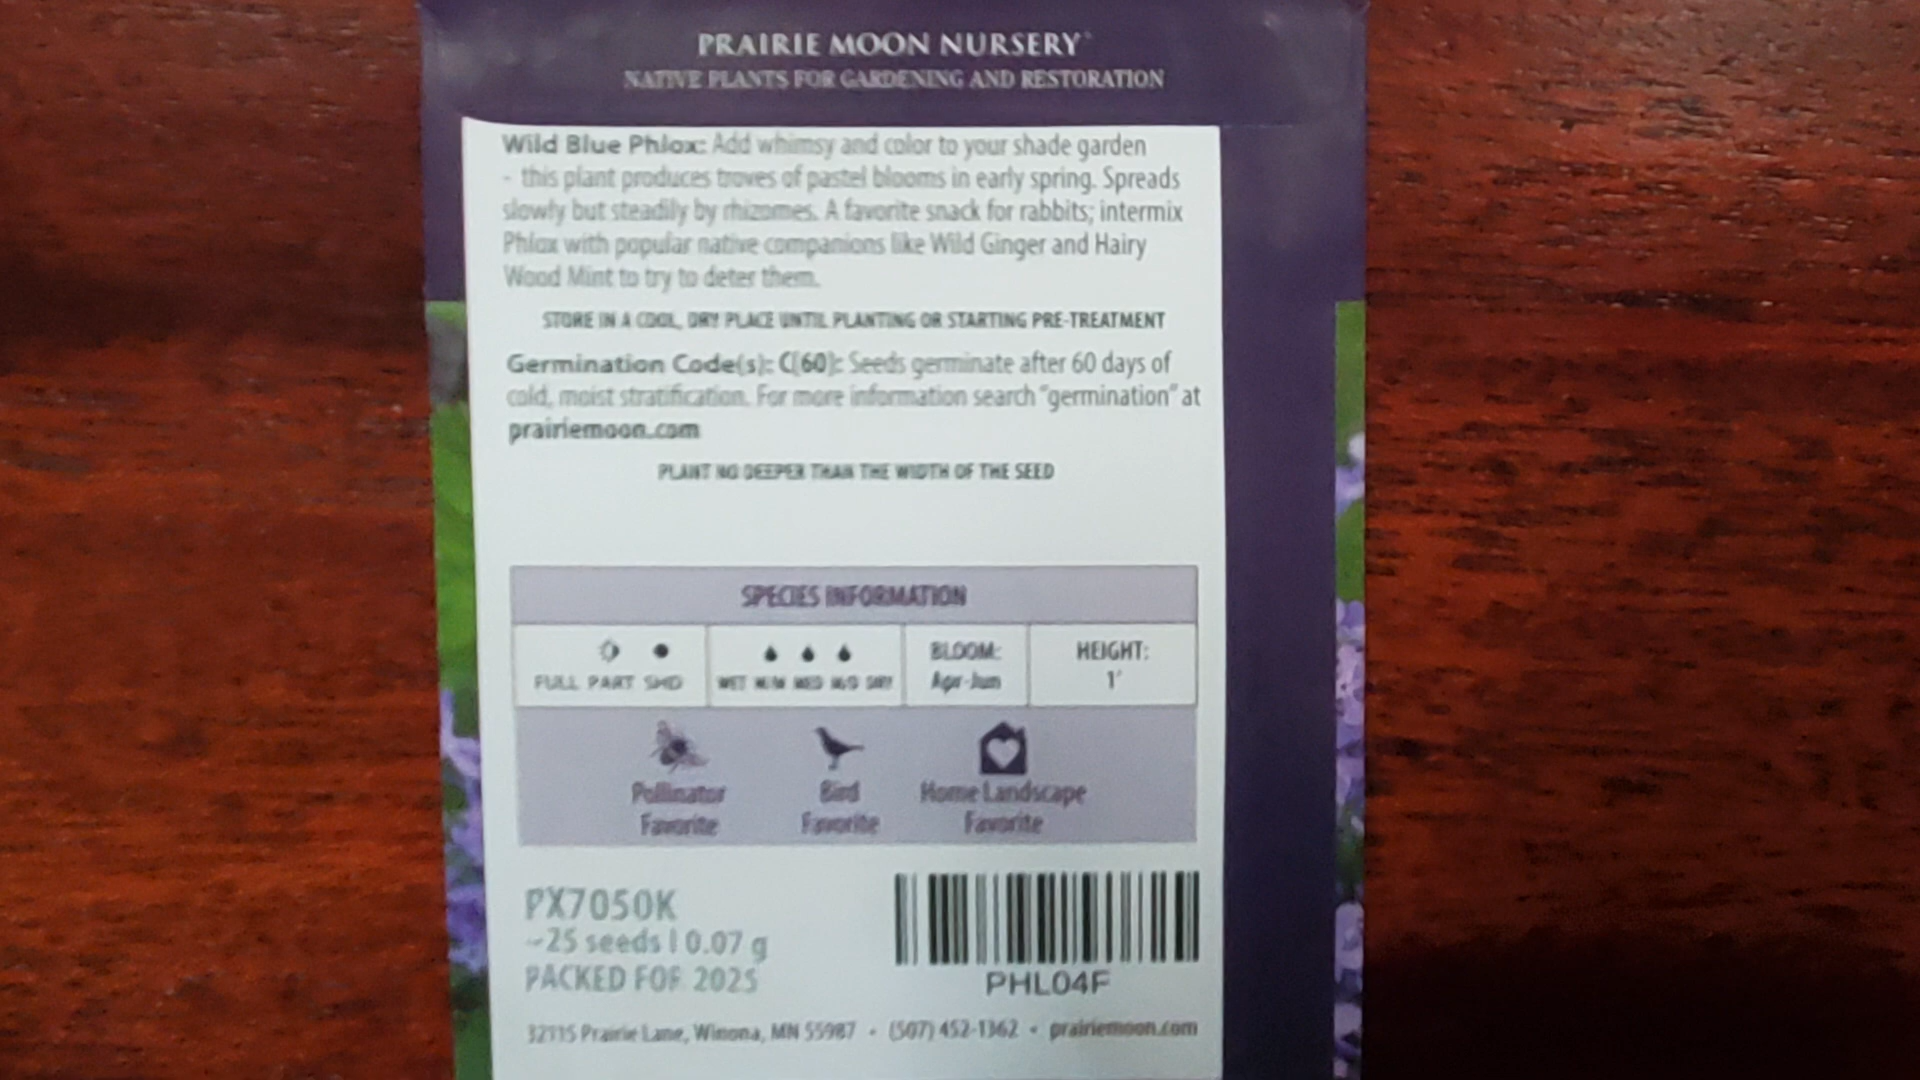 PRAIRIE MOON NURSERY
NATIVE PLANTS FOR GARDENING AND RESTORATION
Wild Blue Phlox: Add whimsy and color to your shade garden
- this plant produces troves of pastel blooms in early spring. Spreads
slowly but steadily by rhizomes. A favorite snack for rabbits; intermix
Phlox with popular native companions like Wild Ginger and Hairy
Wood Mint to try to deter them.
STORE IN A COOL, DRY PLACE UNTIL PLANTING OR STARTING PRE-TREATMENT
Germination Code(s): C(60): Seeds germinate after 60 days of
cold, moist stratification. For more information search "germination" at
prairiemoon.com
PLANT NO DEEPER THAN THE WIDTH OF THE SEED
SPECIES INFORMATION
FULL PART SHD
WET M/W MED M/D DRY
BLOOM:
Apr-Jun
HEIGHT:
1'
Pollinator
Favorite
Bird
Favorite
Home Landscape
Favorite
PX7050K
~25 seeds | 0.07 g
PACKED FOR 2025
PHL04F
32115 Prairie Lane, Winona, MN 55987 • (507) 452-1362 • prairiemoon.com